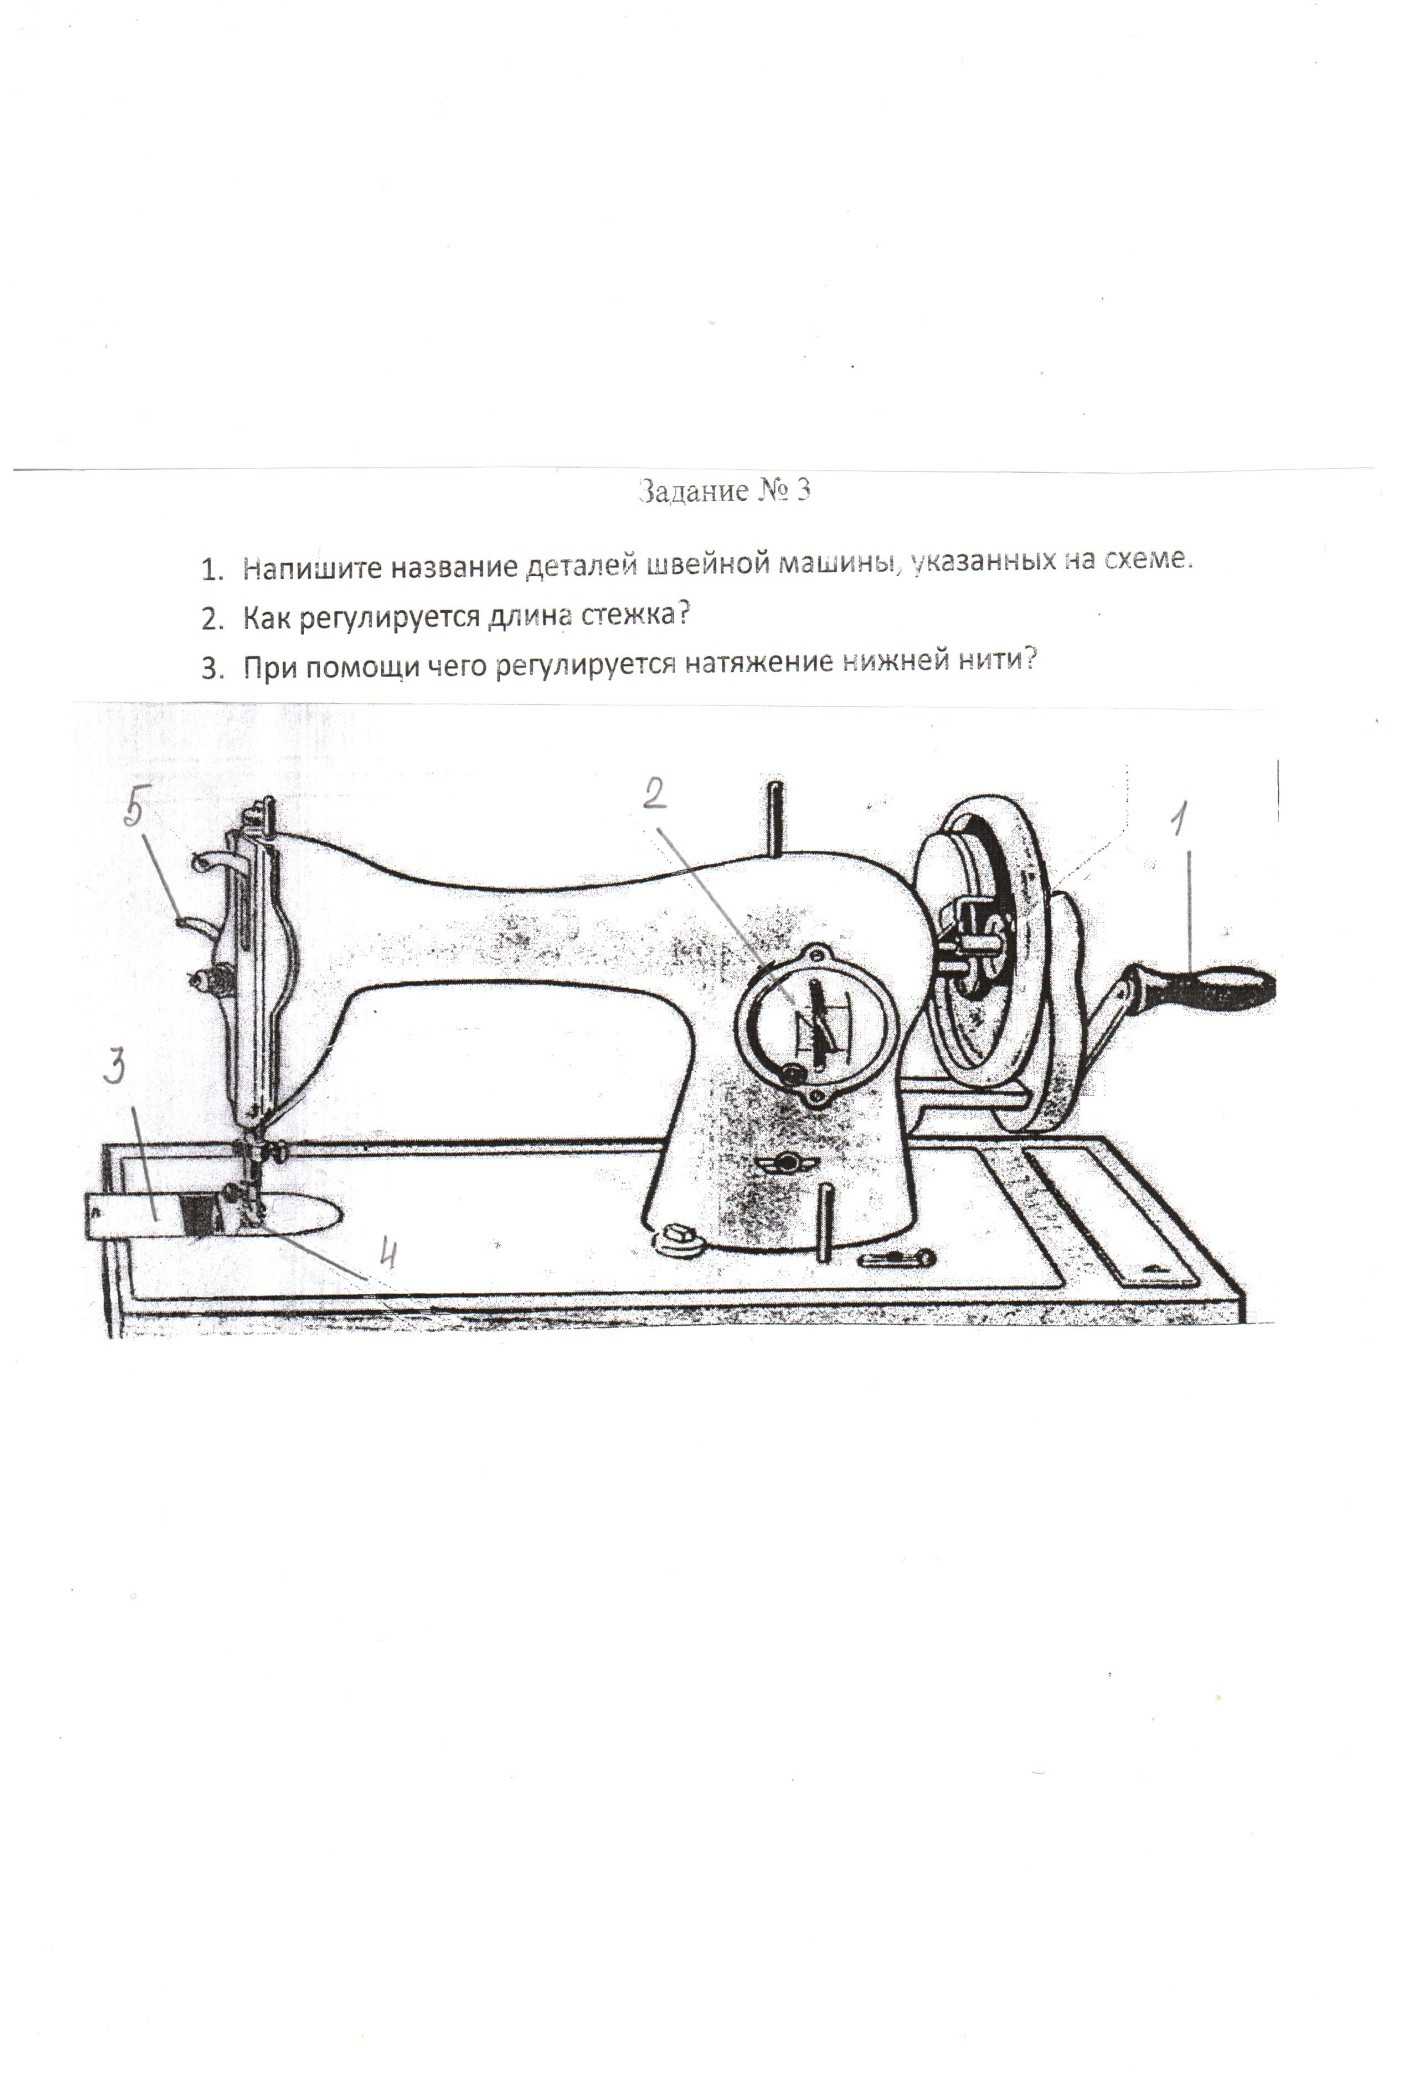 Задание № 3
1. Напишите название деталей швейной машины, указанных на схеме.
2. Как регулируется длина стежка?
3. При помощи чего регулируется натяжение нижней нити?
5
2
1
3
4